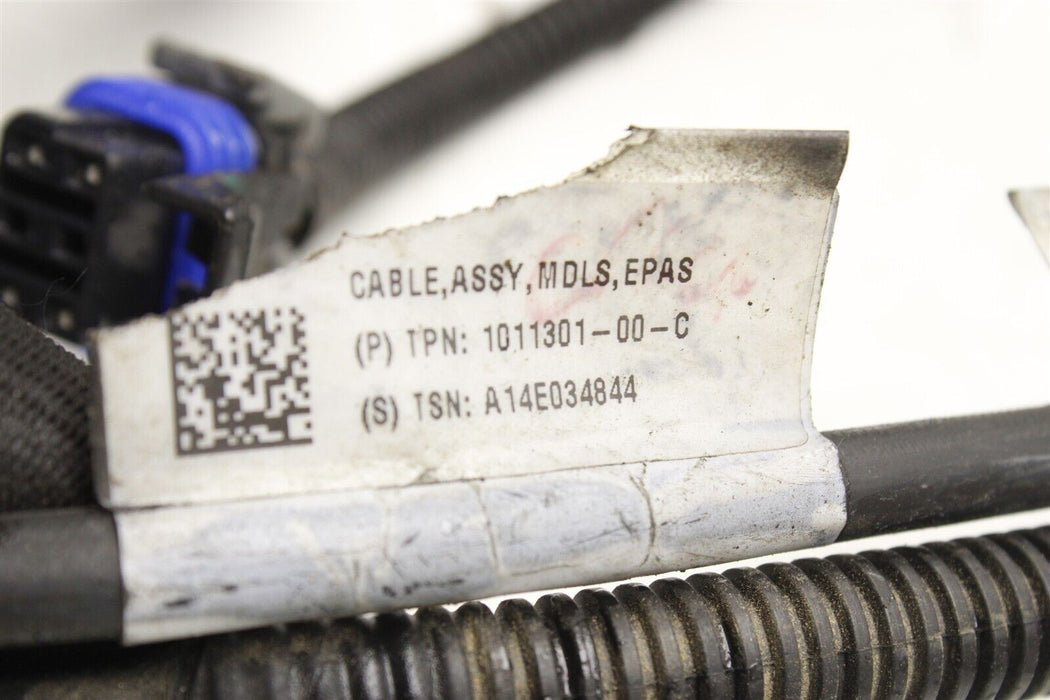 CABLE,ASSY,MDLS,EPAS
(P) TPN: 1011301-00-C
(S) TSN: A14E034844